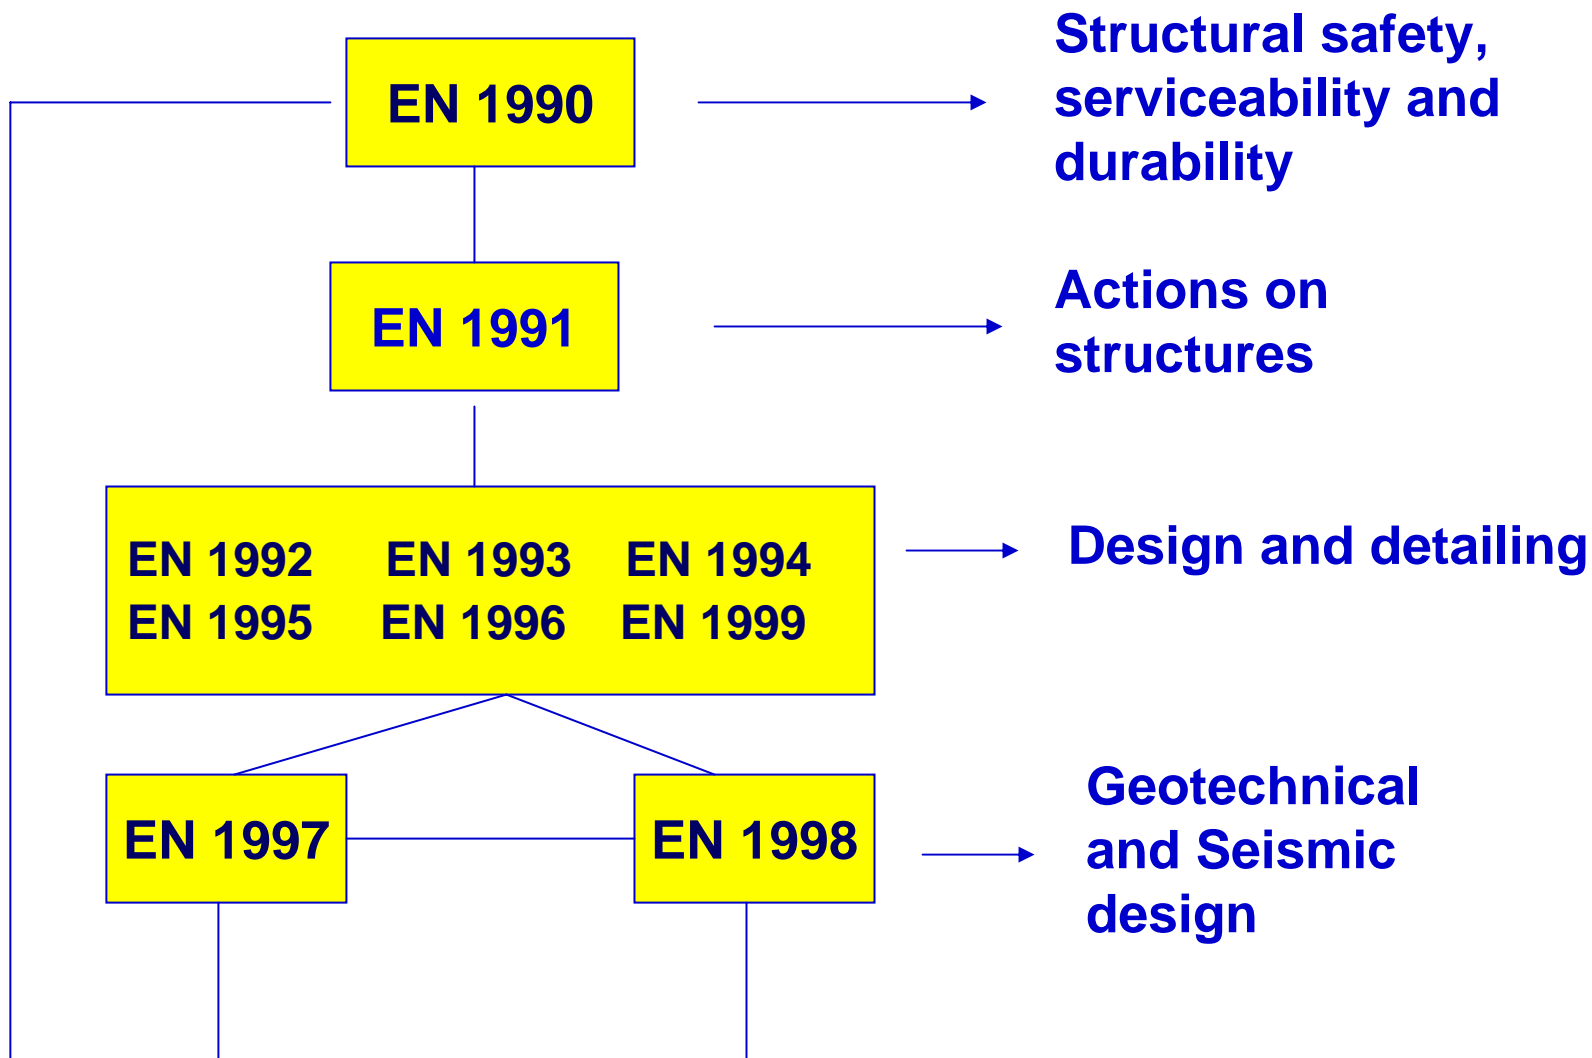 EN 1990
Structural safety,
serviceability and
durability
EN 1991
Actions on
structures
EN 1992 EN 1993 EN 1994
EN 1995 EN 1996 EN 1999
Design and detailing
EN 1997
EN 1998
Geotechnical
and Seismic
design